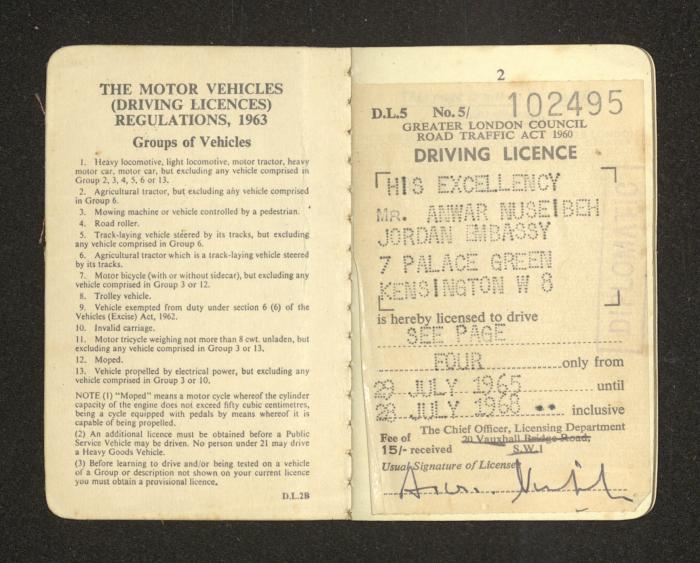 THE MOTOR VEHICLES
(DRIVING LICENCES)
REGULATIONS, 1963
Groups of Vehicles
1. Heavy locomotive, light locomotive, motor tractor, heavy
motor car, motor car, but excluding any vehicle comprised in
Group 2, 3, 4, 5, 6 or 13.
2. Agricultural tractor, but excluding any vehicle comprised
in Group 6.
3. Mowing machine or vehicle controlled by a pedestrian.
4. Road roller.
5. Track-laying vehicle steered by its tracks, but excluding
any vehicle comprised in Group 6.
6. Agricultural tractor which is a track-laying vehicle steered
by its tracks.
7. Motor bicycle (with or without sidecar), but excluding any
vehicle comprised in Group 3 or 12.
8. Trolley vehicle.
9. Vehicle exempted from duty under section 6 (6) of the
Vehicles (Excise) Act, 1962.
10. Invalid carriage.
11. Motor tricycle weighing not more than 8 cwt. unladen, but
excluding any vehicle comprised in Group 3 or 13.
12. Moped.
13. Vehicle propelled by electrical power, but excluding any
vehicle comprised in Group 3 or 10.
NOTE (1) "Moped" means a motor cycle whereof the cylinder
capacity of the engine does not exceed fifty cubic centimetres,
being a cycle equipped with pedals by means whereof it is
capable of being propelled.
(2) An additional licence must be obtained before a Public
Service Vehicle may be driven. No person under 21 may drive
a Heavy Goods Vehicle.
(3) Before learning to drive and/or being tested on a vehicle
of a Group or description not shown on your current licence
you must obtain a provisional licence.
D.L.2B
2
D.L.5 No. 5/ 102495
GREATER LONDON COUNCIL
ROAD TRAFFIC ACT 1960
DRIVING LICENCE
HIS EXCELLENCY
MR. ANWAR NUSEIBEH
JORDAN EMBASSY
7 PALACE GREEN
KENSINGTON W 8
is hereby licensed to drive
SEE PAGE
FOUR only from
29 JULY 1965 until
28 JULY 1968 ** inclusive
The Chief Officer, Licensing Department
Fee of 20 Vauxhall Bridge Road,
15/- received S.W.1
Usual Signature of Licensee